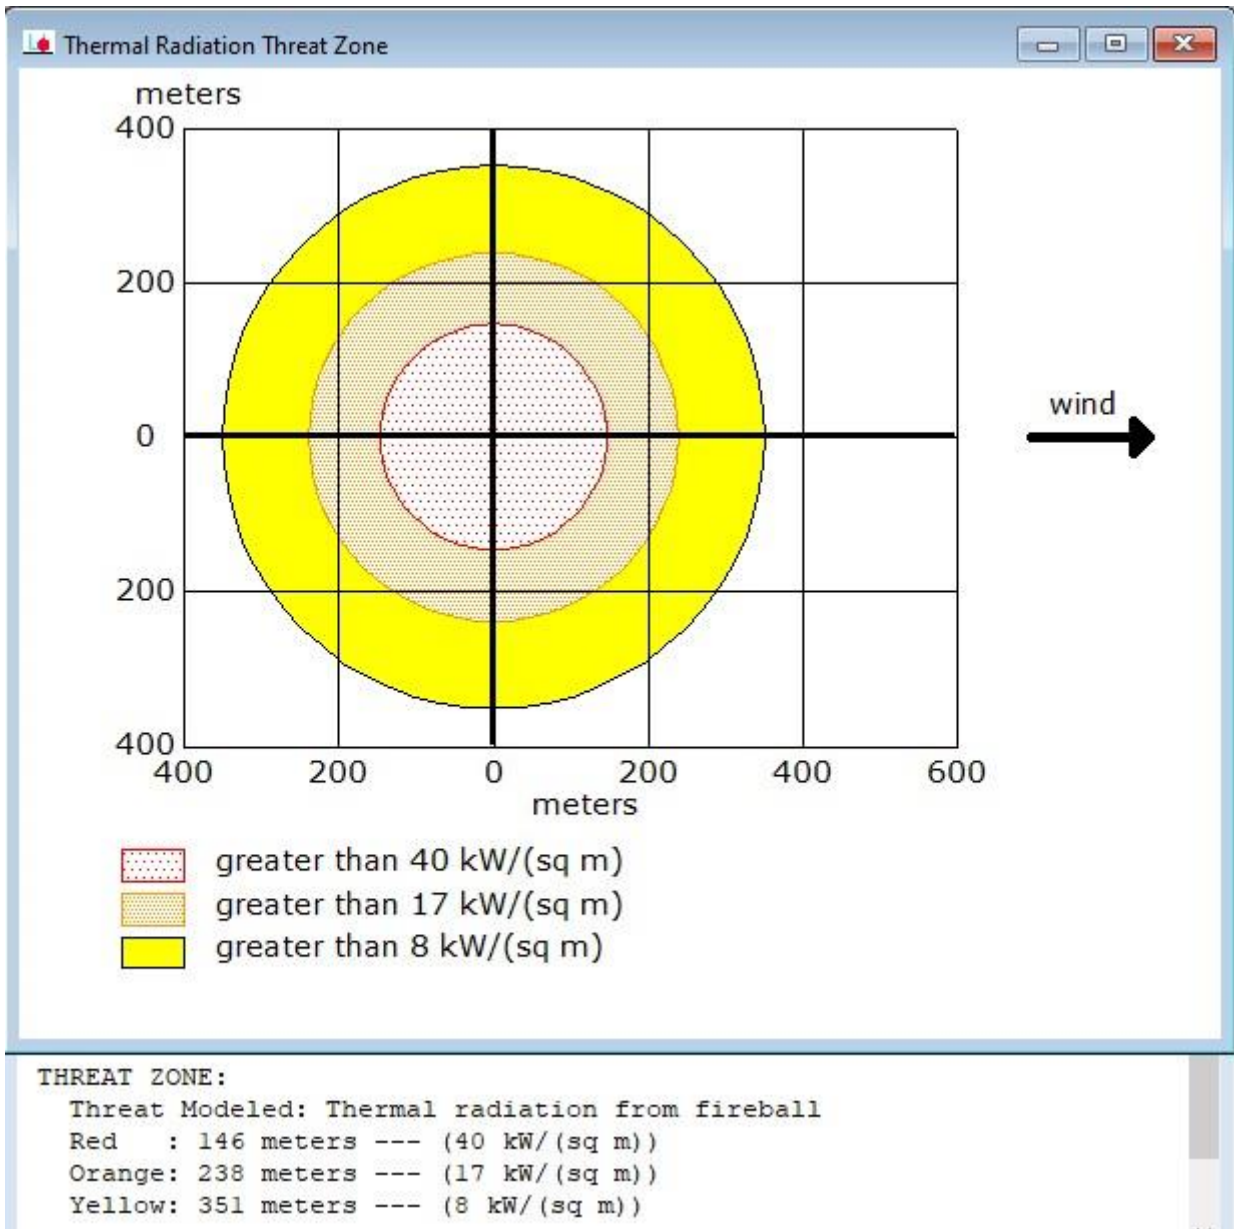 Thermal Radiation Threat Zone
meters
400
200
0
200
400
400 200 0 200 400 600
meters
wind
greater than 40 kW/(sq m)
greater than 17 kW/(sq m)
greater than 8 kW/(sq m)
THREAT ZONE:
Threat Modeled: Thermal radiation from fireball
Red : 146 meters --- (40 kW/(sq m))
Orange: 238 meters --- (17 kW/(sq m))
Yellow: 351 meters --- (8 kW/(sq m))